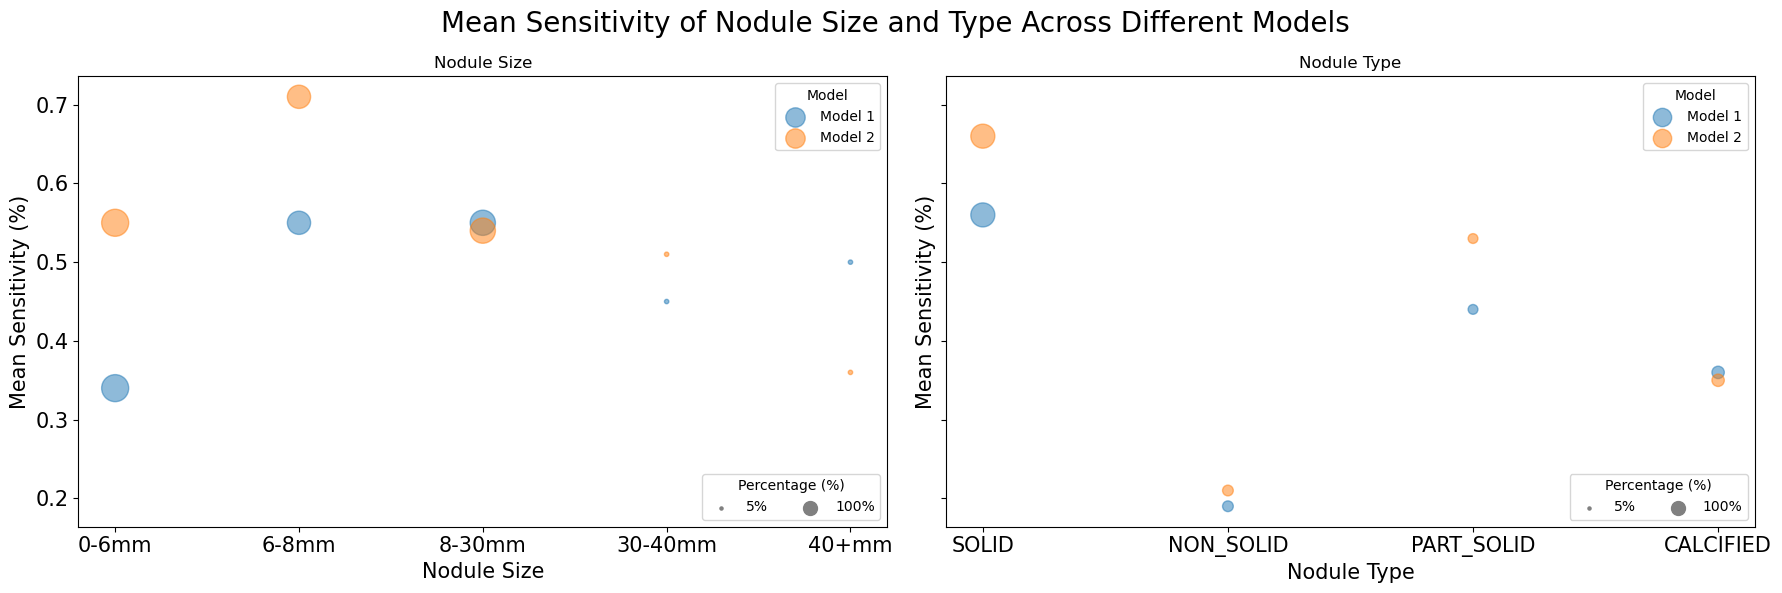 Mean Sensitivity of Nodule Size and Type Across Different Models
Nodule Size
Mean Sensitivity (%)
0.7
0.6
0.5
0.4
0.3
0.2
Model
Model 1
Model 2
Percentage (%)
5% 100%
0-6mm 6-8mm 8-30mm 30-40mm 40+mm
Nodule Size
Nodule Type
Mean Sensitivity (%)
Model
Model 1
Model 2
Percentage (%)
5% 100%
SOLID NON_SOLID PART_SOLID CALCIFIED
Nodule Type